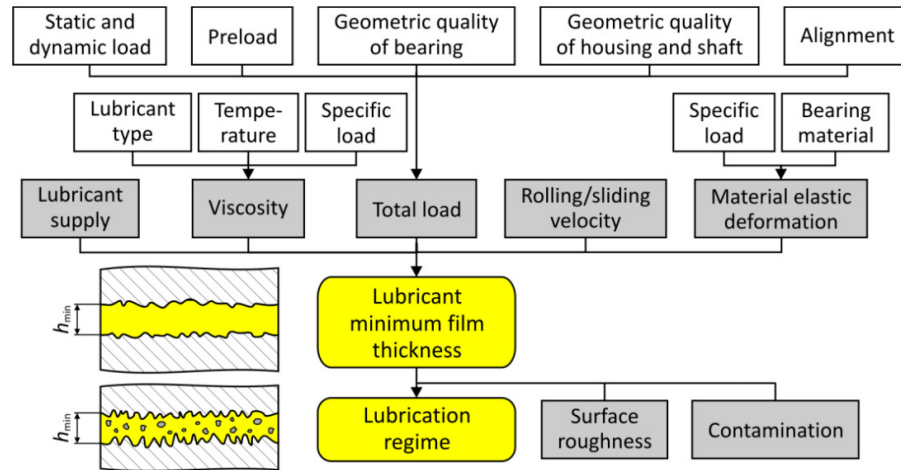 Static and
dynamic load
Preload
Geometric quality
of bearing
Geometric quality
of housing and shaft
Alignment
Lubricant
type
Tempe-
rature
Specific
load
Specific
load
Bearing
material
Lubricant
supply
Viscosity
Total load
Rolling/sliding
velocity
Material elastic
deformation
hmin
Lubricant
minimum film
thickness
hmin
Lubrication
regime
Surface
roughness
Contamination